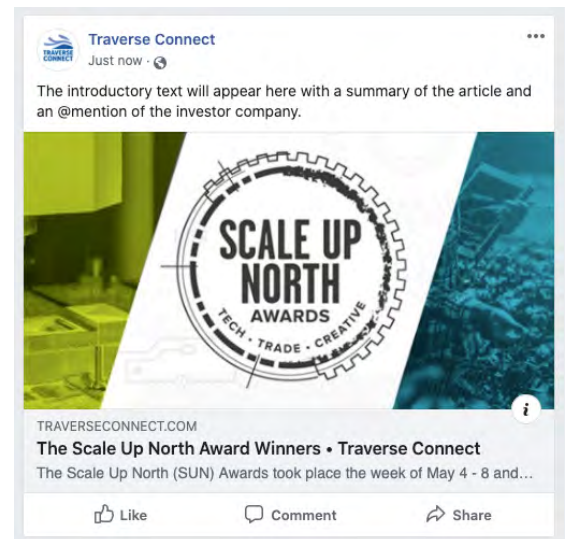 TRAVERSE
CONNECT
Traverse Connect
Just now ·
The introductory text will appear here with a summary of the article and
an @mention of the investor company.
SCALE UP
NORTH
AWARDS
TECH · TRADE · CREATIVE
i
TRAVERSECONNECT.COM
The Scale Up North Award Winners • Traverse Connect
The Scale Up North (SUN) Awards took place the week of May 4 - 8 and...
Like Comment Share